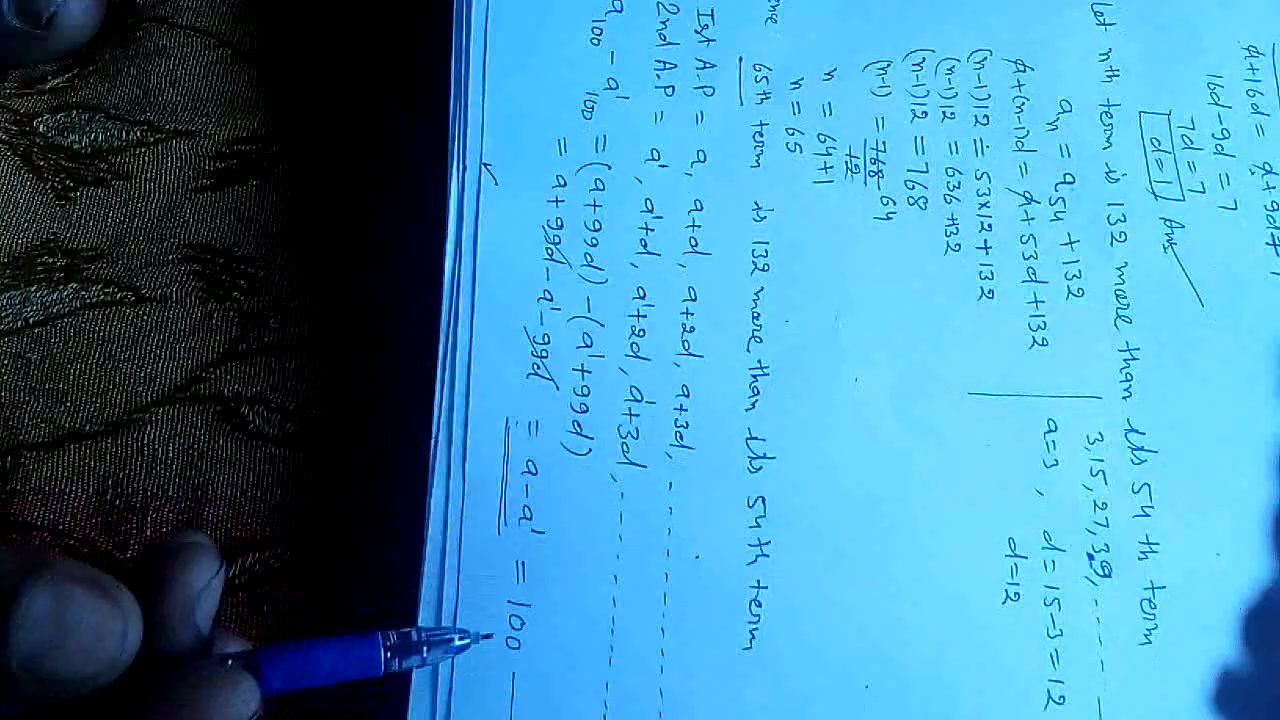 a+16d = a+9d+7
16d-9d = 7
7d = 7
d=1 Ans
Let nth term is 132 more than its 54th term
3, 15, 27, 39, -----
aₙ = a₅₄ + 132
a=3, d = 15-3 = 12
a+(n-1)d = a+53d+132
d=12
(n-1)12 = 53×12+132
(n-1)12 = 636+132
(n-1)12 = 768
(n-1) = 768 64
12
n = 64+1
n = 65
65th term is 132 more than its 54th term
Ist A.P = a, a+d, a+2d, a+3d, ------
2nd A.P = a', a'+d, a'+2d, a'+3d, ------
a₁₀₀ - a'₁₀₀ = (a+99d) - (a'+99d)
= a+99d - a' - 99d = a-a' = 100